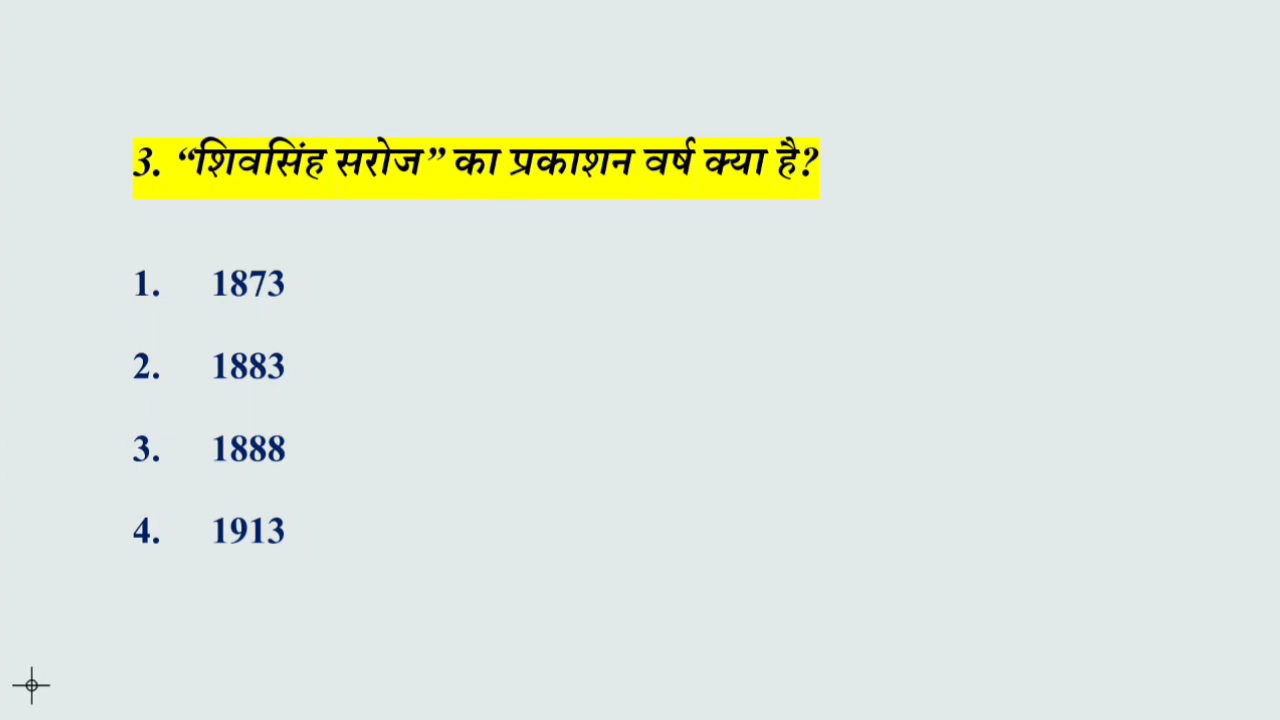 3. “शिवसिंह सरोज” का प्रकाशन वर्ष क्या है?
1. 1873
2. 1883
3. 1888
4. 1913